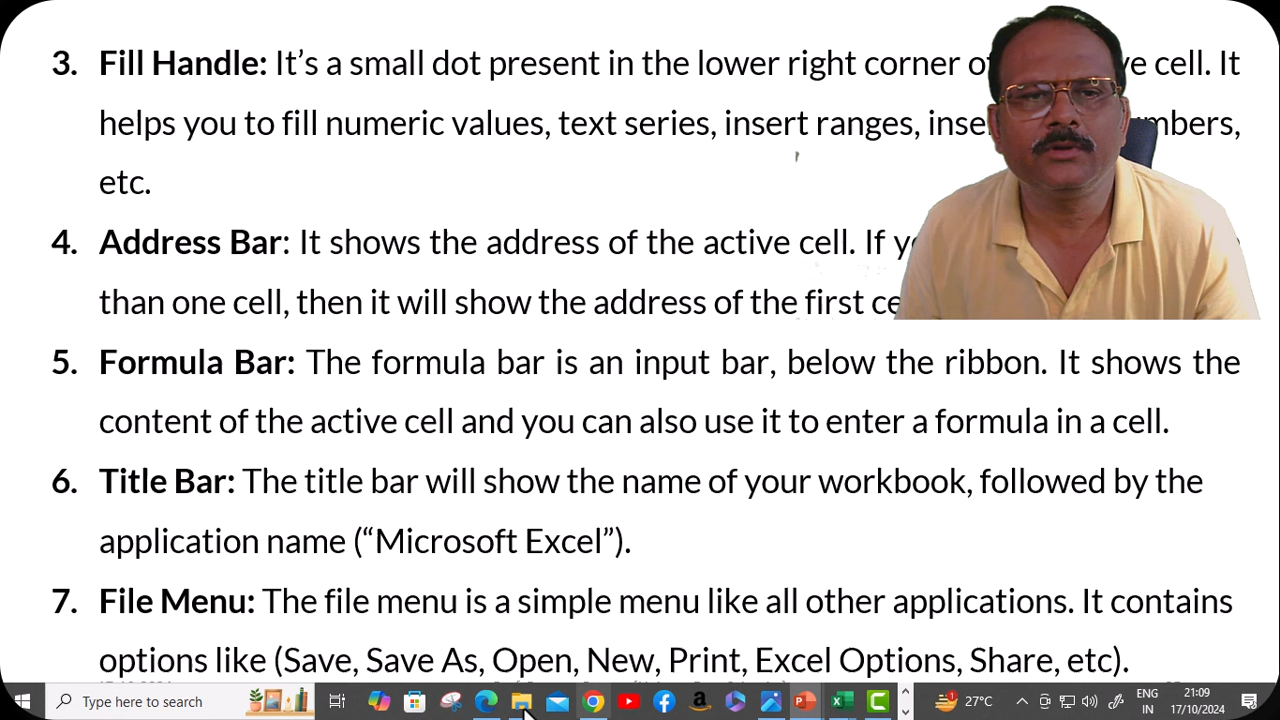 3. Fill Handle: It’s a small dot present in the lower right corner of ve cell. It
helps you to fill numeric values, text series, insert ranges, inse mbers,
etc.
4. Address Bar: It shows the address of the active cell. If
than one cell, then it will show the address of the first
5. Formula Bar: The formula bar is an input bar, below the ribbon. It shows the
content of the active cell and you can also use it to enter a formula in a cell.
6. Title Bar: The title bar will show the name of your workbook, followed by the
application name (“Microsoft Excel”).
7. File Menu: The file menu is a simple menu like all other applications. It contains
options like (Save, Save As, Open, New, Print, Excel Options, Share, etc).
Type here to search
27°C
ENG
IN
21:09
17/10/2024